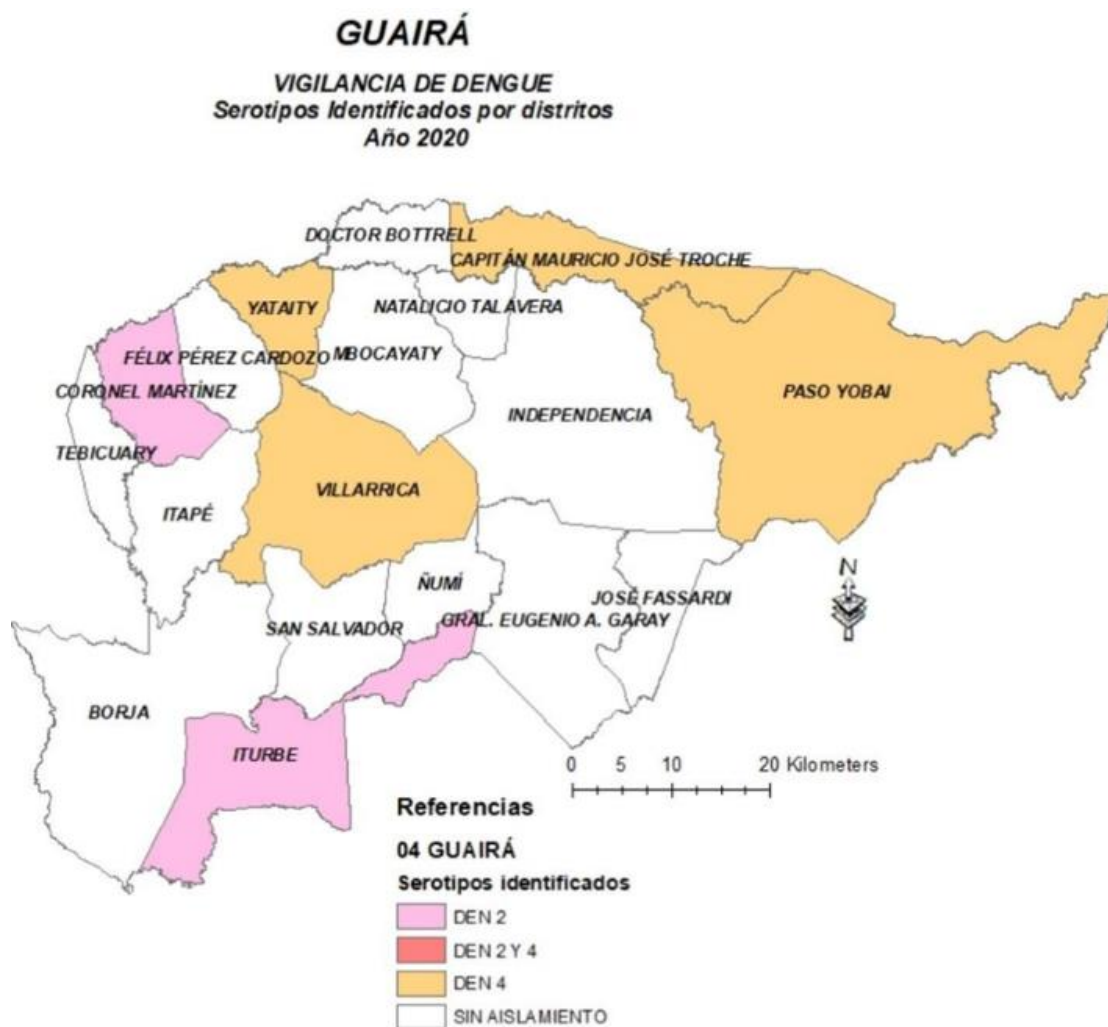 GUAIRÁ
VIGILANCIA DE DENGUE
Serotipos Identificados por distritos
Año 2020
DOCTOR BOTTRELL
CAPITÁN MAURICIO JOSÉ TROCHE
YATAITY
NATALICIO TALAVERA
FÉLIX PÉREZ CARDOZO
MBOCAYATY
CORONEL MARTÍNEZ
PASO YOBAI
INDEPENDENCIA
TEBICUARY
VILLARRICA
ITAPÉ
ÑUMÍ
JOSÉ FASSARDI
GRAL. EUGENIO A. GARAY
SAN SALVADOR
N
BORJA
ITURBE
0 5 10 20 Kilometers
Referencias
04 GUAIRÁ
Serotipos identificados
DEN 2
DEN 2 Y 4
DEN 4
SIN AISLAMIENTO